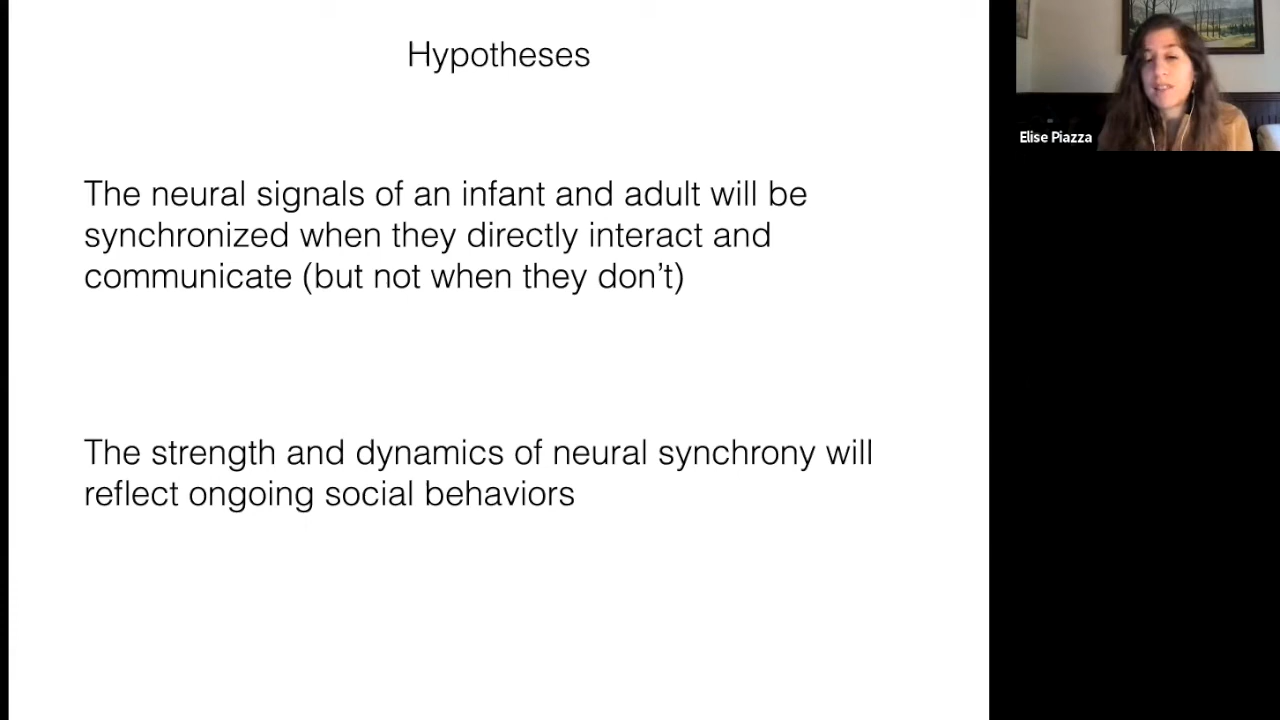 Hypotheses
Elise Piazza
The neural signals of an infant and adult will be
synchronized when they directly interact and
communicate (but not when they don’t)
The strength and dynamics of neural synchrony will
reflect ongoing social behaviors